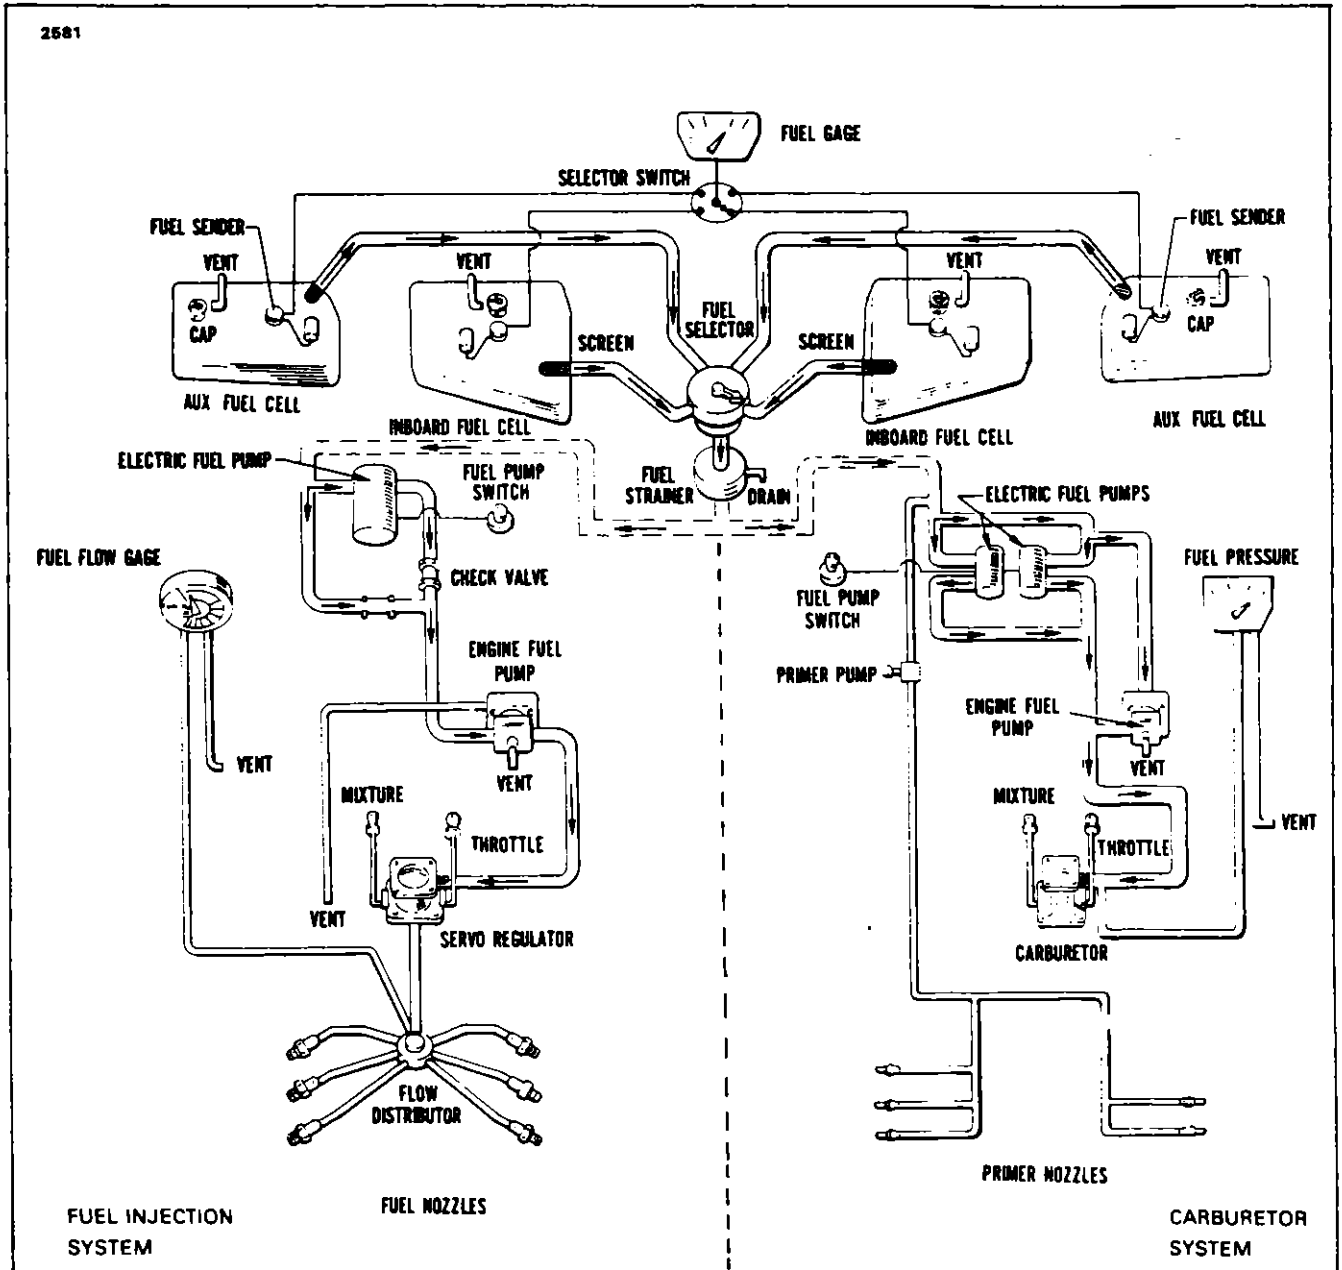 2581
FUEL GAGE
SELECTOR SWITCH
FUEL SENDER
FUEL SENDER
VENT
VENT
VENT
VENT
CAP
FUEL
SELECTOR
CAP
SCREEN
SCREEN
AUX FUEL CELL
INBOARD FUEL CELL
INBOARD FUEL CELL
AUX FUEL CELL
ELECTRIC FUEL PUMP
FUEL PUMP
SWITCH
FUEL
STRAINER
DRAIN
ELECTRIC FUEL PUMPS
FUEL FLOW GAGE
CHECK VALVE
FUEL PUMP
SWITCH
FUEL PRESSURE
ENGINE FUEL
PUMP
PRIMER PUMP
ENGINE FUEL
PUMP
VENT
VENT
VENT
MIXTURE
THROTTLE
MIXTURE
THROTTLE
VENT
VENT
SERVO REGULATOR
CARBURETOR
FLOW
DISTRIBUTOR
PRIMER NOZZLES
FUEL NOZZLES
FUEL INJECTION
SYSTEM
CARBURETOR
SYSTEM